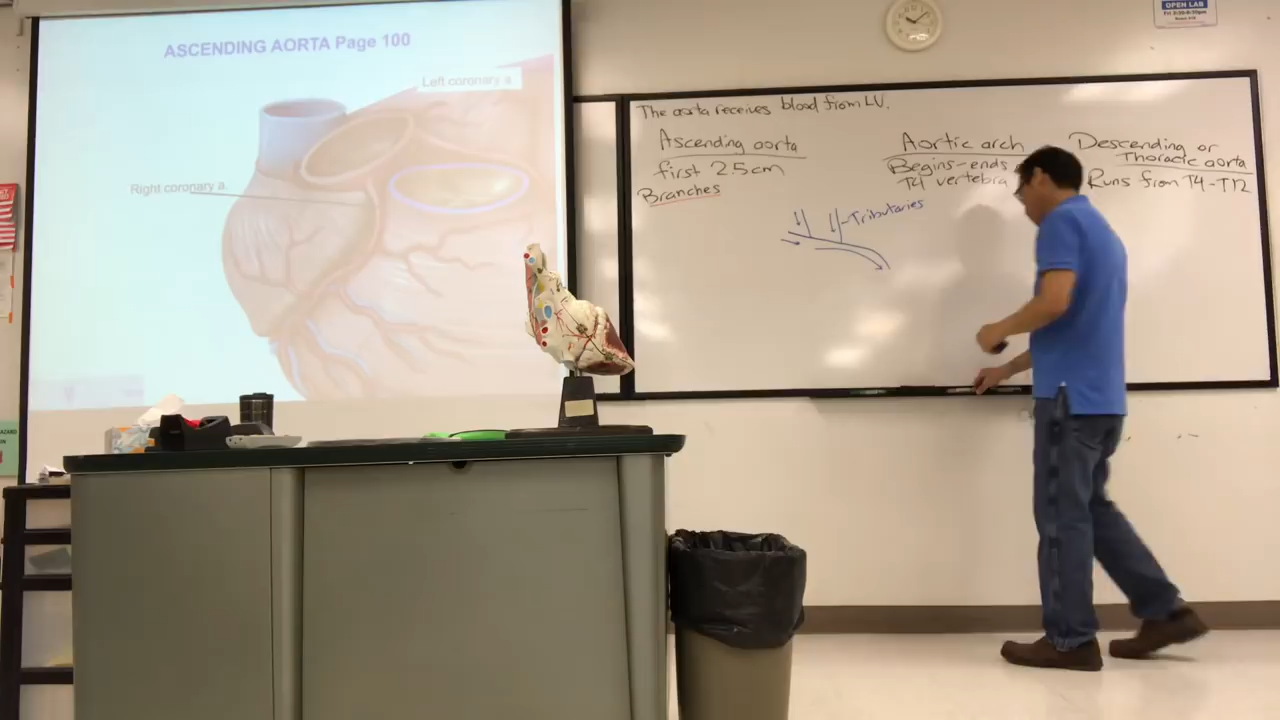 ASCENDING AORTA Page 100
Left coronary a
Right coronary a
OPEN LAB
The aorta receives blood from LV.
Ascending aorta
first 2.5cm
Branches
Tributaries
Aortic arch
Begins-ends
T4 vertebra
Descending or
Thoracic aorta
Runs from T4-T12